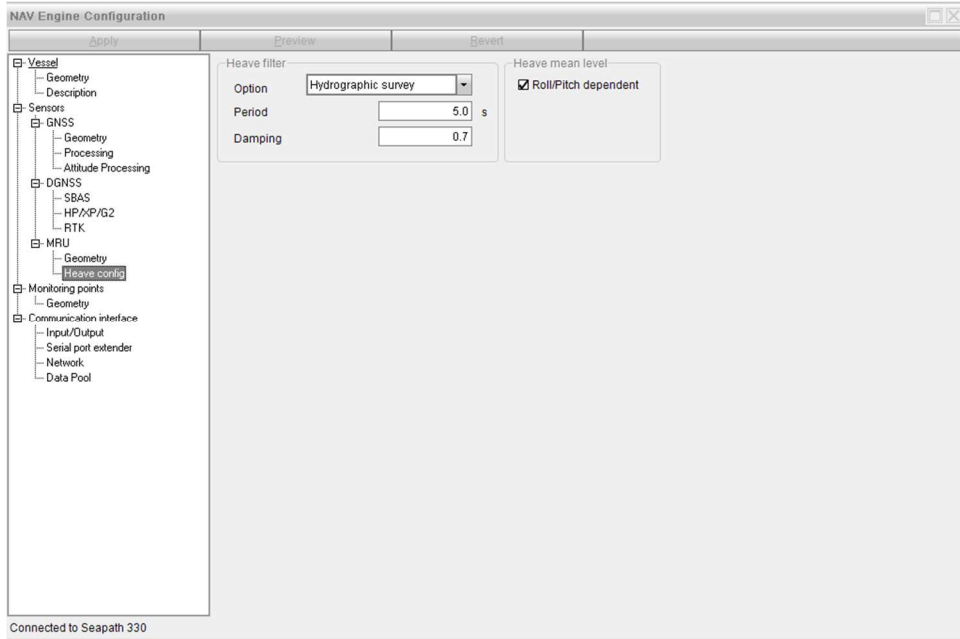 NAV Engine Configuration
Apply Preview Revert
Vessel
Geometry
Description
Sensors
GNSS
Geometry
Processing
Attitude Processing
DGNSS
SBAS
HP/XP/G2
RTK
MRU
Geometry
Heave config
Monitoring points
Geometry
Communication interface
Input/Output
Serial port extender
Network
Data Pool
Heave filter
Option Hydrographic survey
Period 5.0 s
Damping 0.7
Heave mean level
Roll/Pitch dependent
Connected to Seapath 330